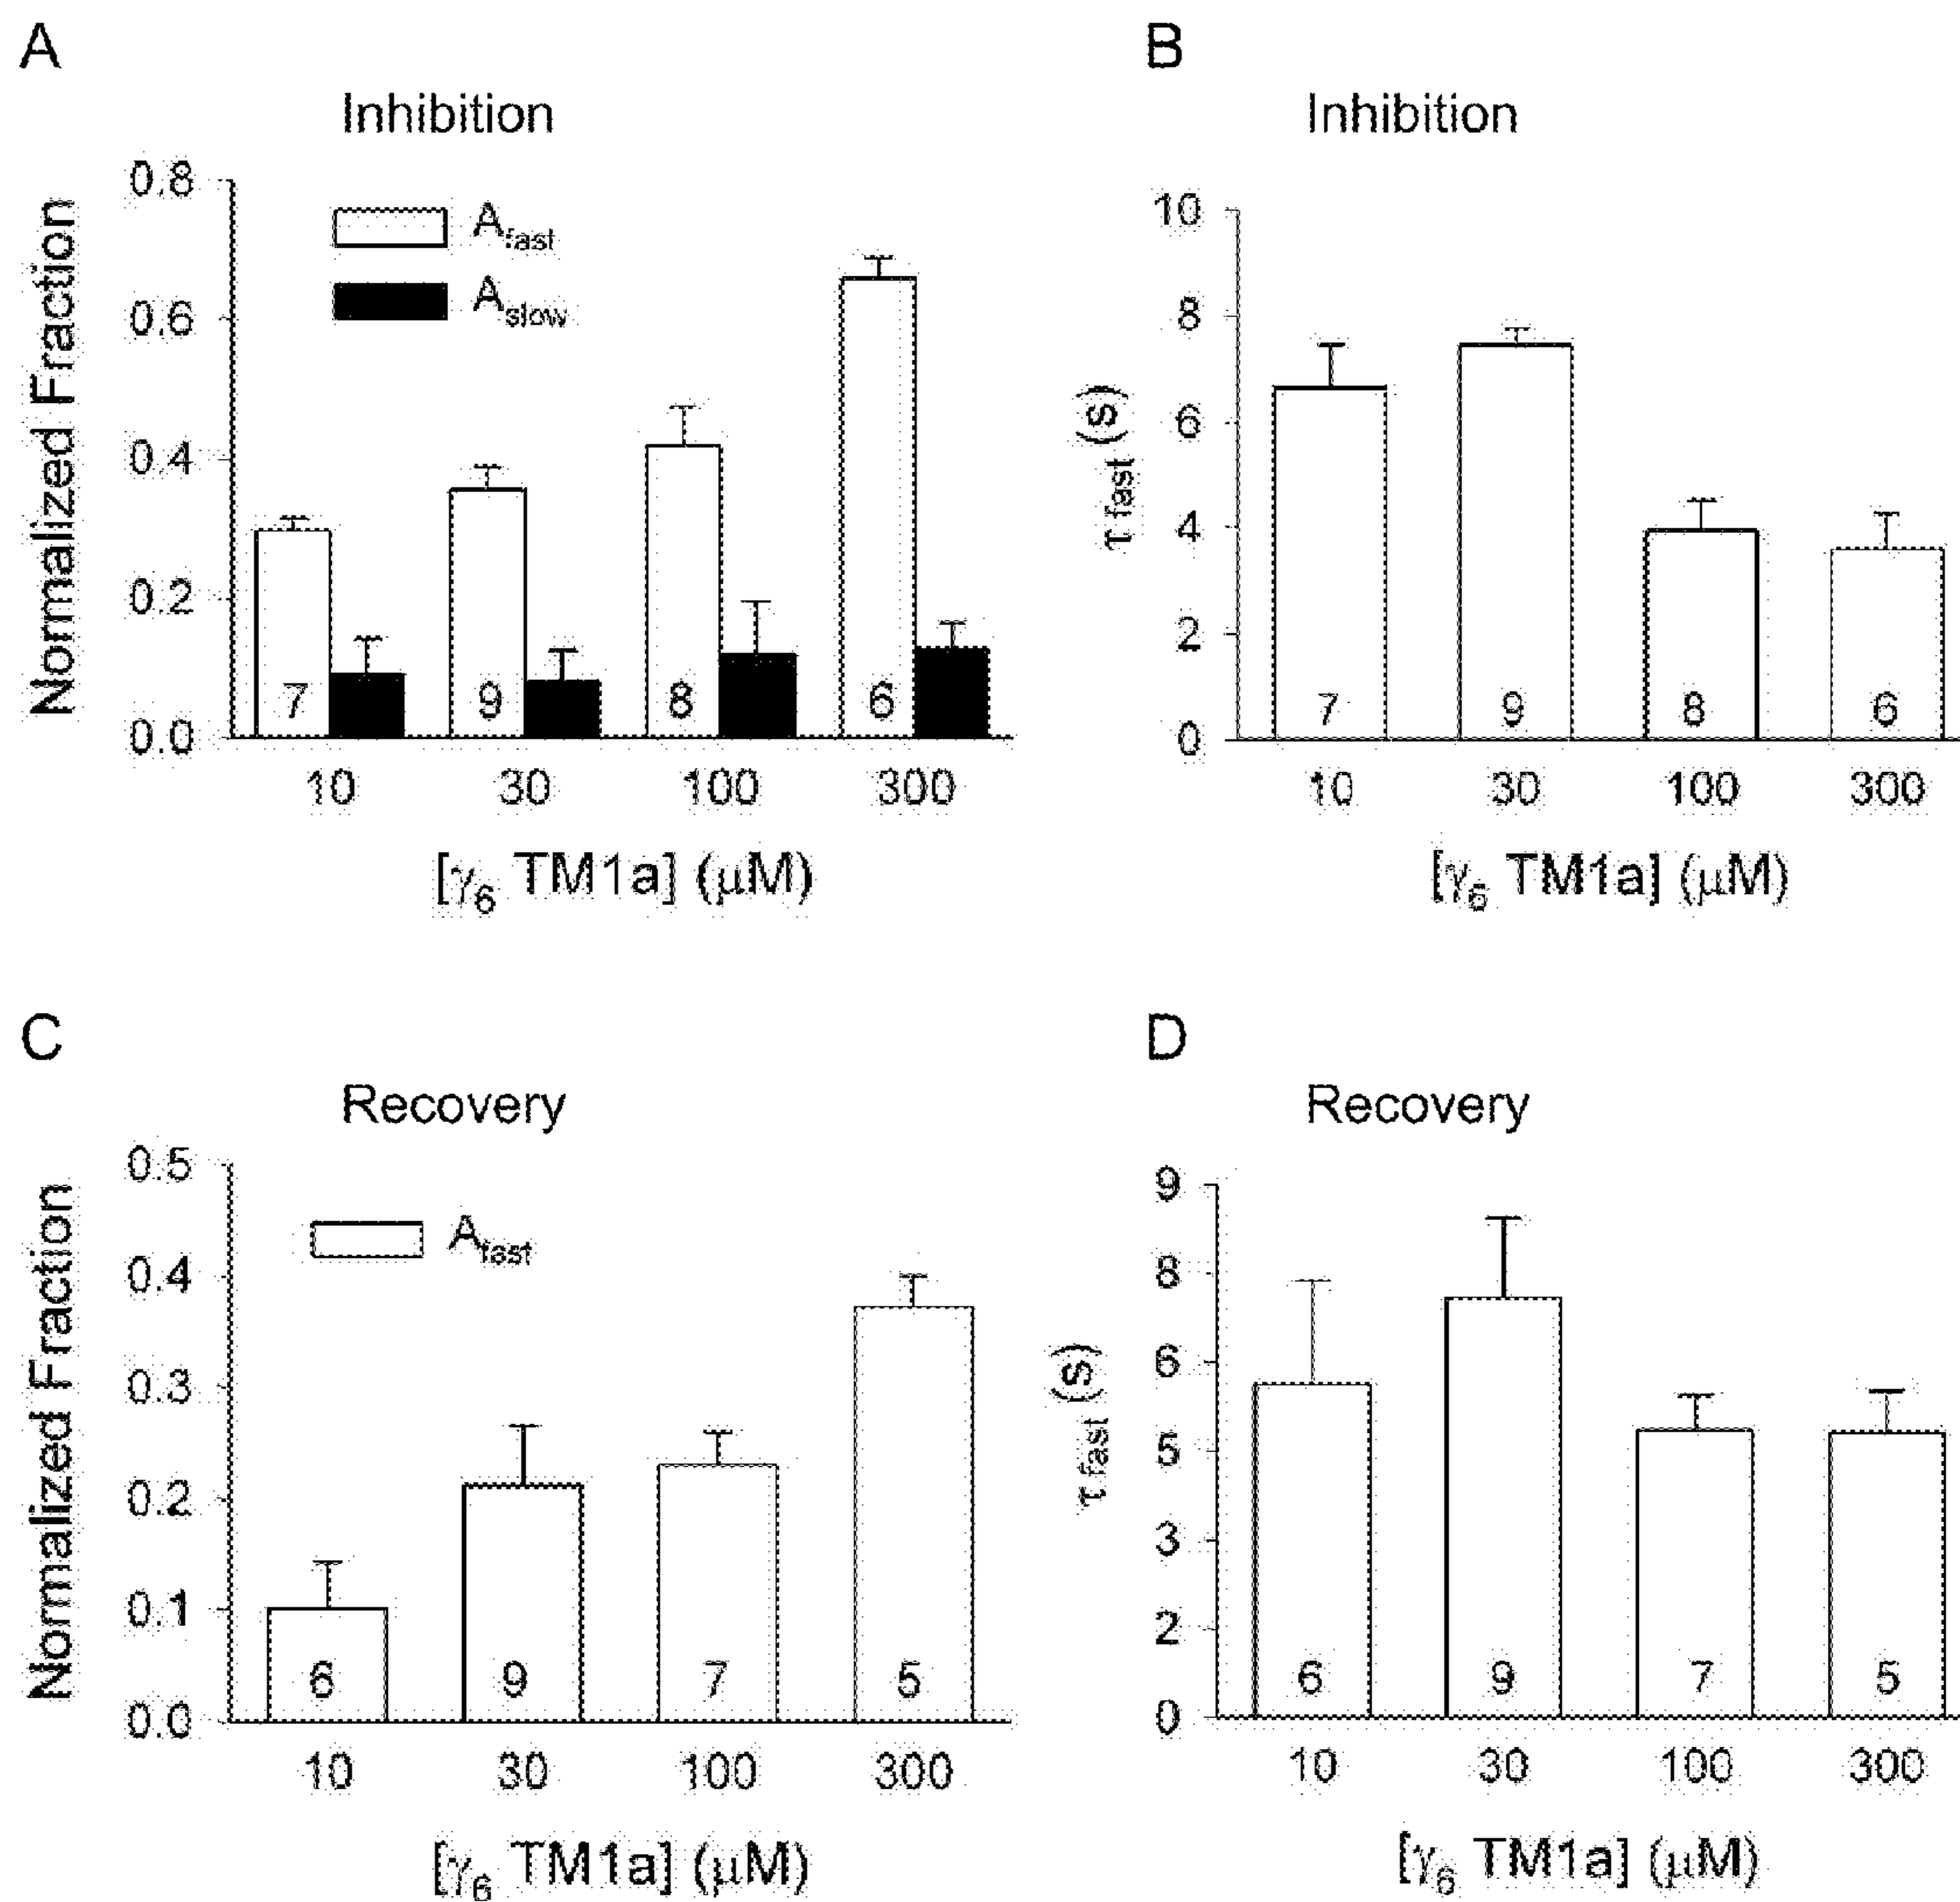 A
Inhibition
Normalized Fraction
0.8
0.6
0.4
0.2
0.0
A fast
A slow
7
9
8
6
10 30 100 300
[γ6 TM1a] (μM)
B
Inhibition
τ fast (s)
10
8
6
4
2
0
7
9
8
6
10 30 100 300
[γ6 TM1a] (μM)
C
Recovery
Normalized Fraction
0.5
0.4
0.3
0.2
0.1
0.0
A fast
6
9
7
5
10 30 100 300
[γ6 TM1a] (μM)
D
Recovery
τ fast (s)
9
8
6
5
3
2
0
6
9
7
5
10 30 100 300
[γ6 TM1a] (μM)